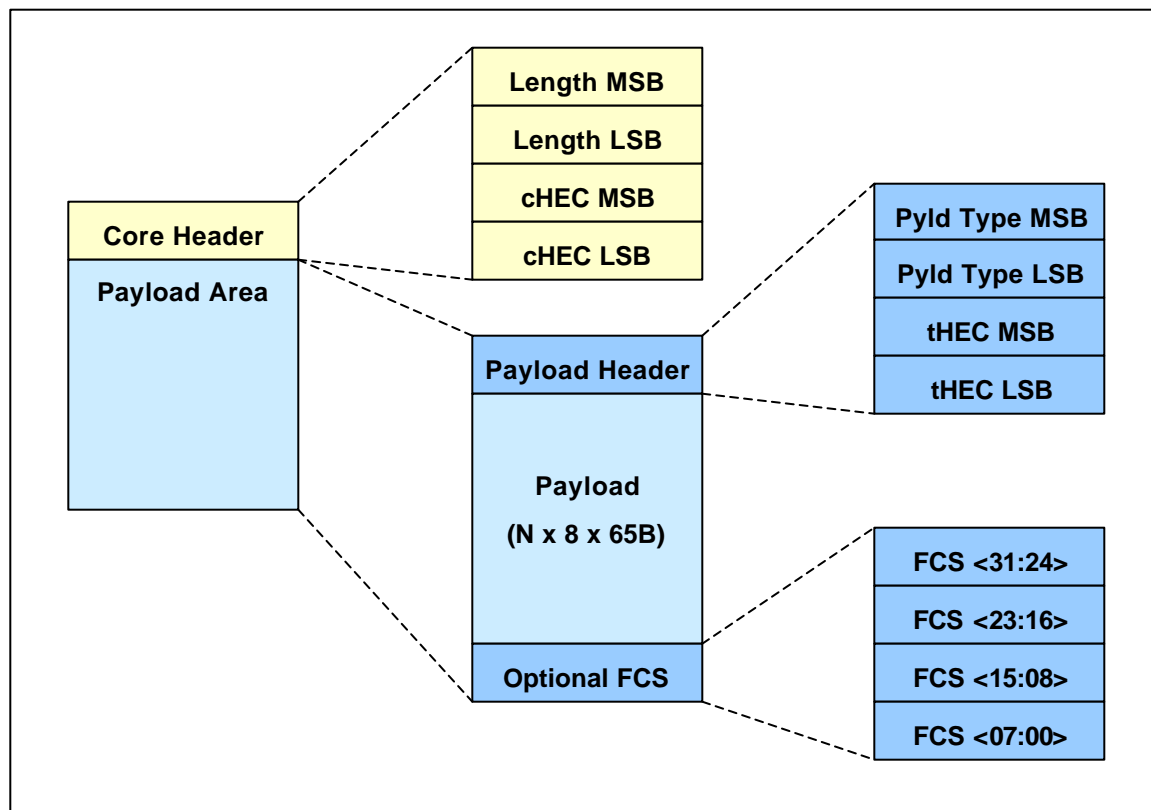 Core Header
Payload Area
Length MSB
Length LSB
cHEC MSB
cHEC LSB
Payload Header
Payload
(N x 8 x 65B)
Optional FCS
Pyld Type MSB
Pyld Type LSB
tHEC MSB
tHEC LSB
FCS <31:24>
FCS <23:16>
FCS <15:08>
FCS <07:00>